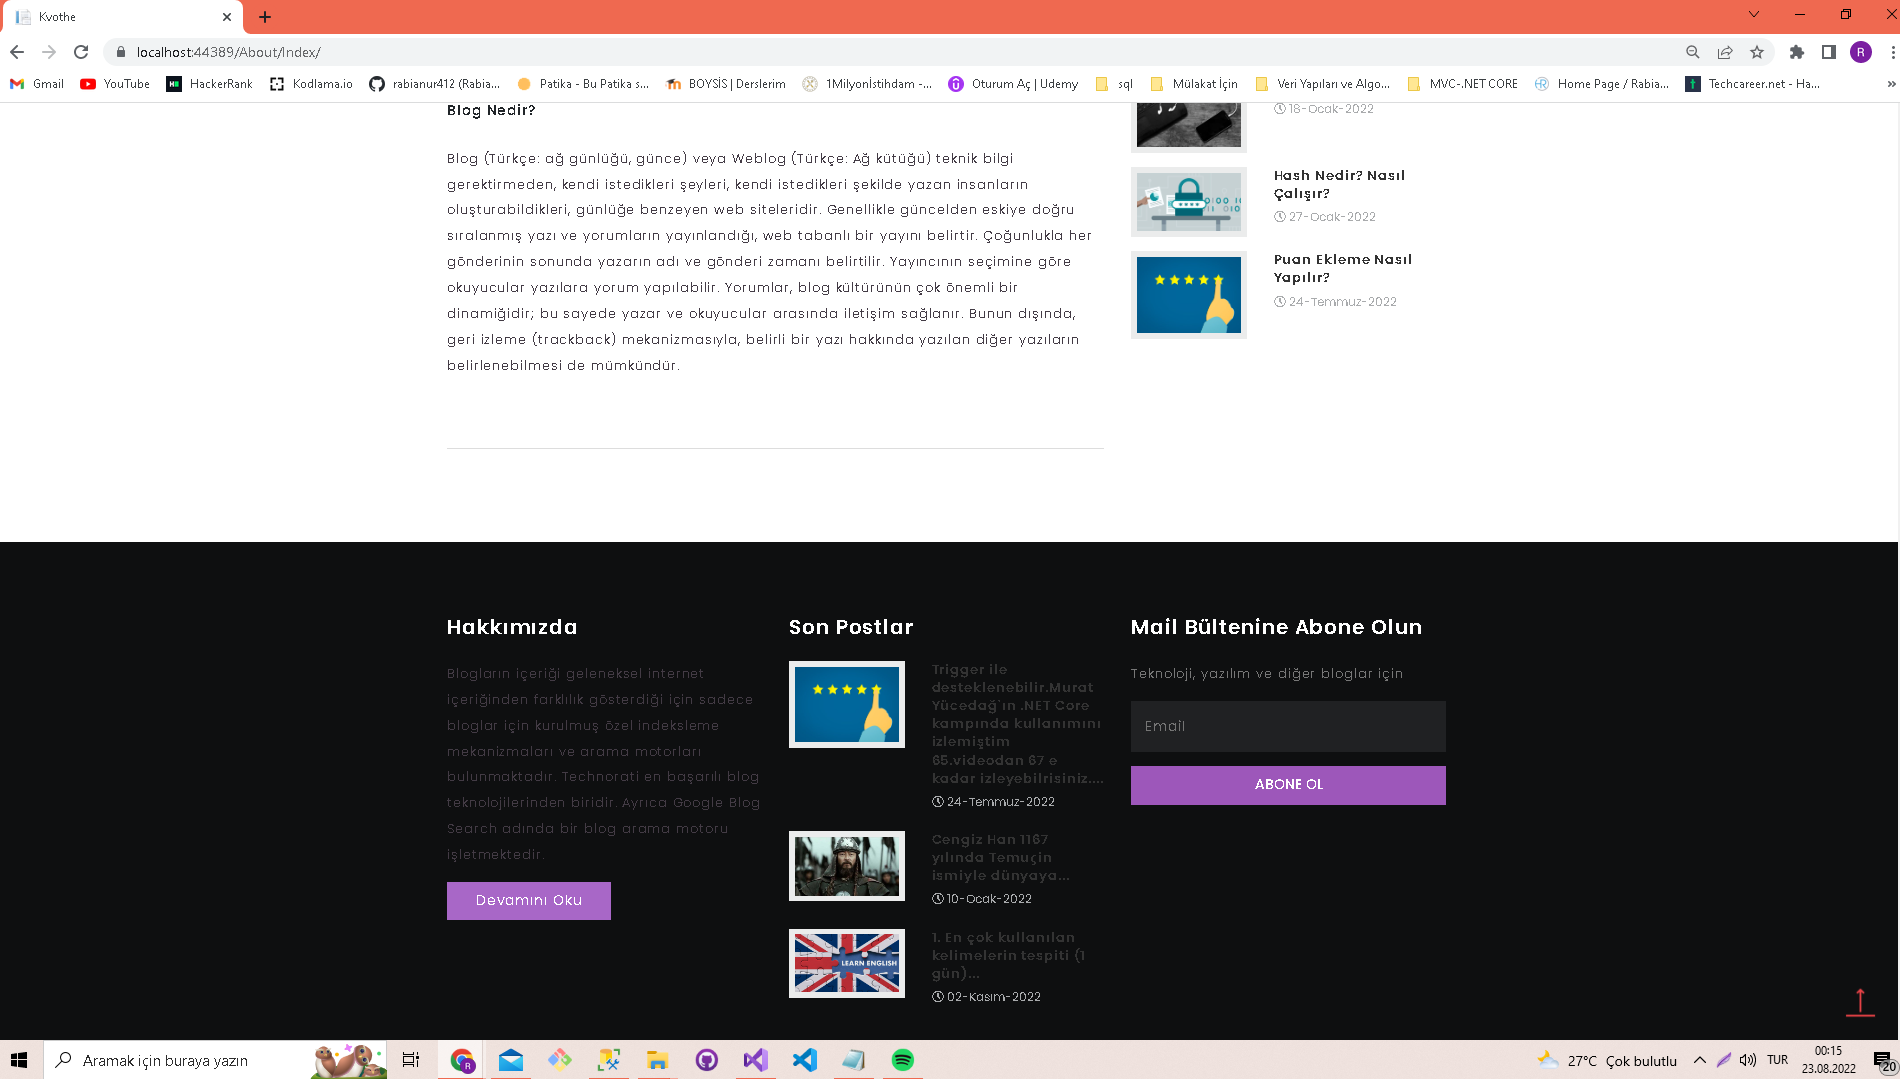 Kvothe
localhost:44389/About/Index/
R
Gmail
YouTube
HackerRank
Kodlama.io
rabianur412 (Rabia...
Patika - Bu Patika s...
BOYSİS | Derslerim
1Milyonİstihdam -...
Oturum Aç | Udemy
sql
Mülakat İçin
Veri Yapıları ve Algo...
MVC-.NET CORE
Home Page / Rabia...
Techcareer.net - Ha...
»
Blog Nedir?
Blog (Türkçe: ağ günlüğü, günce) veya Weblog (Türkçe: Ağ kütüğü) teknik bilgi
gerektirmeden, kendi istedikleri şeyleri, kendi istedikleri şekilde yazan insanların
oluşturabildikleri, günlüğe benzeyen web siteleridir. Genellikle güncelden eskiye doğru
sıralanmış yazı ve yorumların yayınlandığı, web tabanlı bir yayını belirtir. Çoğunlukla her
gönderinin sonunda yazarın adı ve gönderi zamanı belirtilir. Yayıncının seçimine göre
okuyucular yazılara yorum yapılabilir. Yorumlar, blog kültürünün çok önemli bir
dinamiğidir; bu sayede yazar ve okuyucular arasında iletişim sağlanır. Bunun dışında,
geri izleme (trackback) mekanizmasıyla, belirli bir yazı hakkında yazılan diğer yazıların
belirlenebilmesi de mümkündür.
18-Ocak-2022
Hash Nedir? Nasıl
Çalışır?
27-Ocak-2022
Puan Ekleme Nasıl
Yapılır?
24-Temmuz-2022
Hakkımızda
Blogların içeriği geleneksel internet
içeriğinden farklılık gösterdiği için sadece
bloglar için kurulmuş özel indeksleme
mekanizmaları ve arama motorları
bulunmaktadır. Technorati en başarılı blog
teknolojilerinden biridir. Ayrıca Google Blog
Search adında bir blog arama motoru
işletmektedir.
Devamını Oku
Son Postlar
Trigger ile
desteklenebilir.Murat
Yücedağ'ın .NET Core
kampında kullanımını
izlemiştim
65.videodan 67 e
kadar izleyebilrisiniz....
24-Temmuz-2022
Cengiz Han 1167
yılında Temuçin
ismiyle dünyaya...
10-Ocak-2022
LEARN ENGLISH
1. En çok kullanılan
kelimelerin tespiti (1
gün)...
02-Kasım-2022
Mail Bültenine Abone Olun
Teknoloji, yazılım ve diğer bloglar için
Email
ABONE OL
Aramak için buraya yazın
27°C Çok bulutlu
TUR
00:15
23.08.2022
20